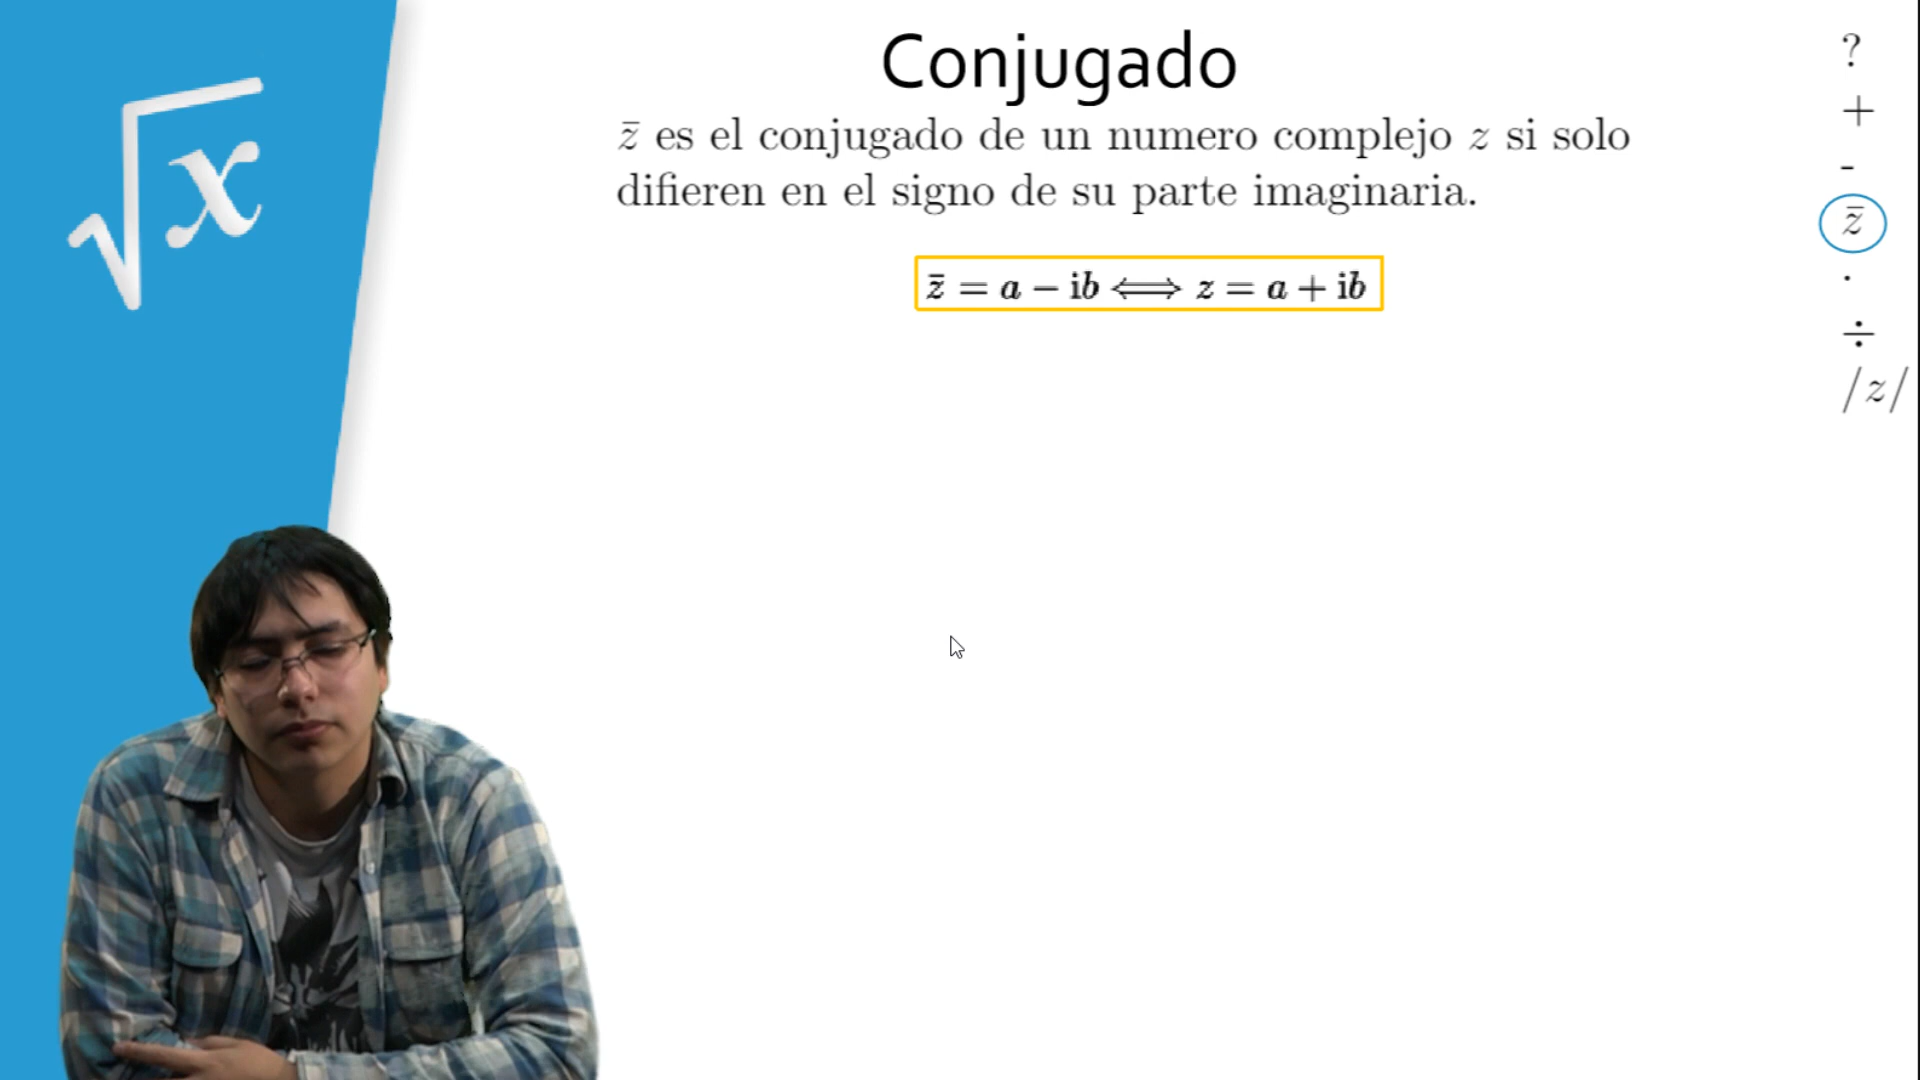 √x
Conjugado
z̄ es el conjugado de un numero complejo z si solo
difieren en el signo de su parte imaginaria.
z̄ = a − ib ⟺ z = a + ib
?
+
-
z̄
·
÷
/z/